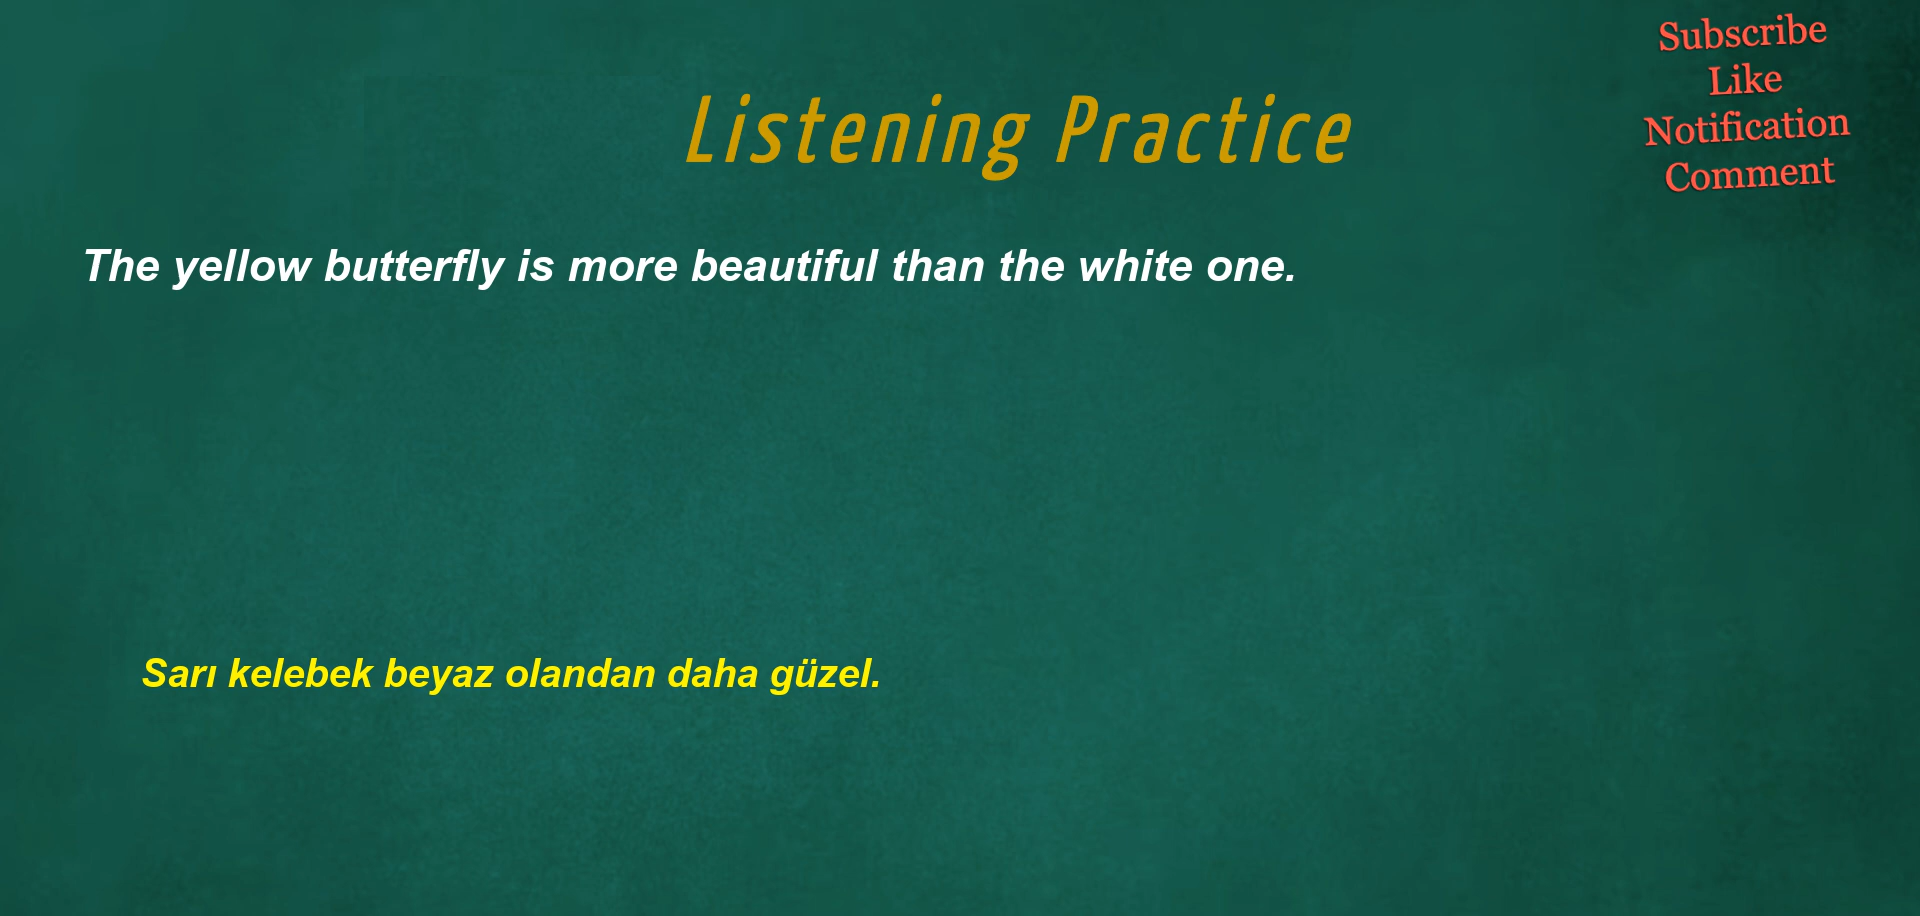 Subscribe
Like
Notification
Comment
Listening Practice
The yellow butterfly is more beautiful than the white one.
Sarı kelebek beyaz olandan daha güzel.